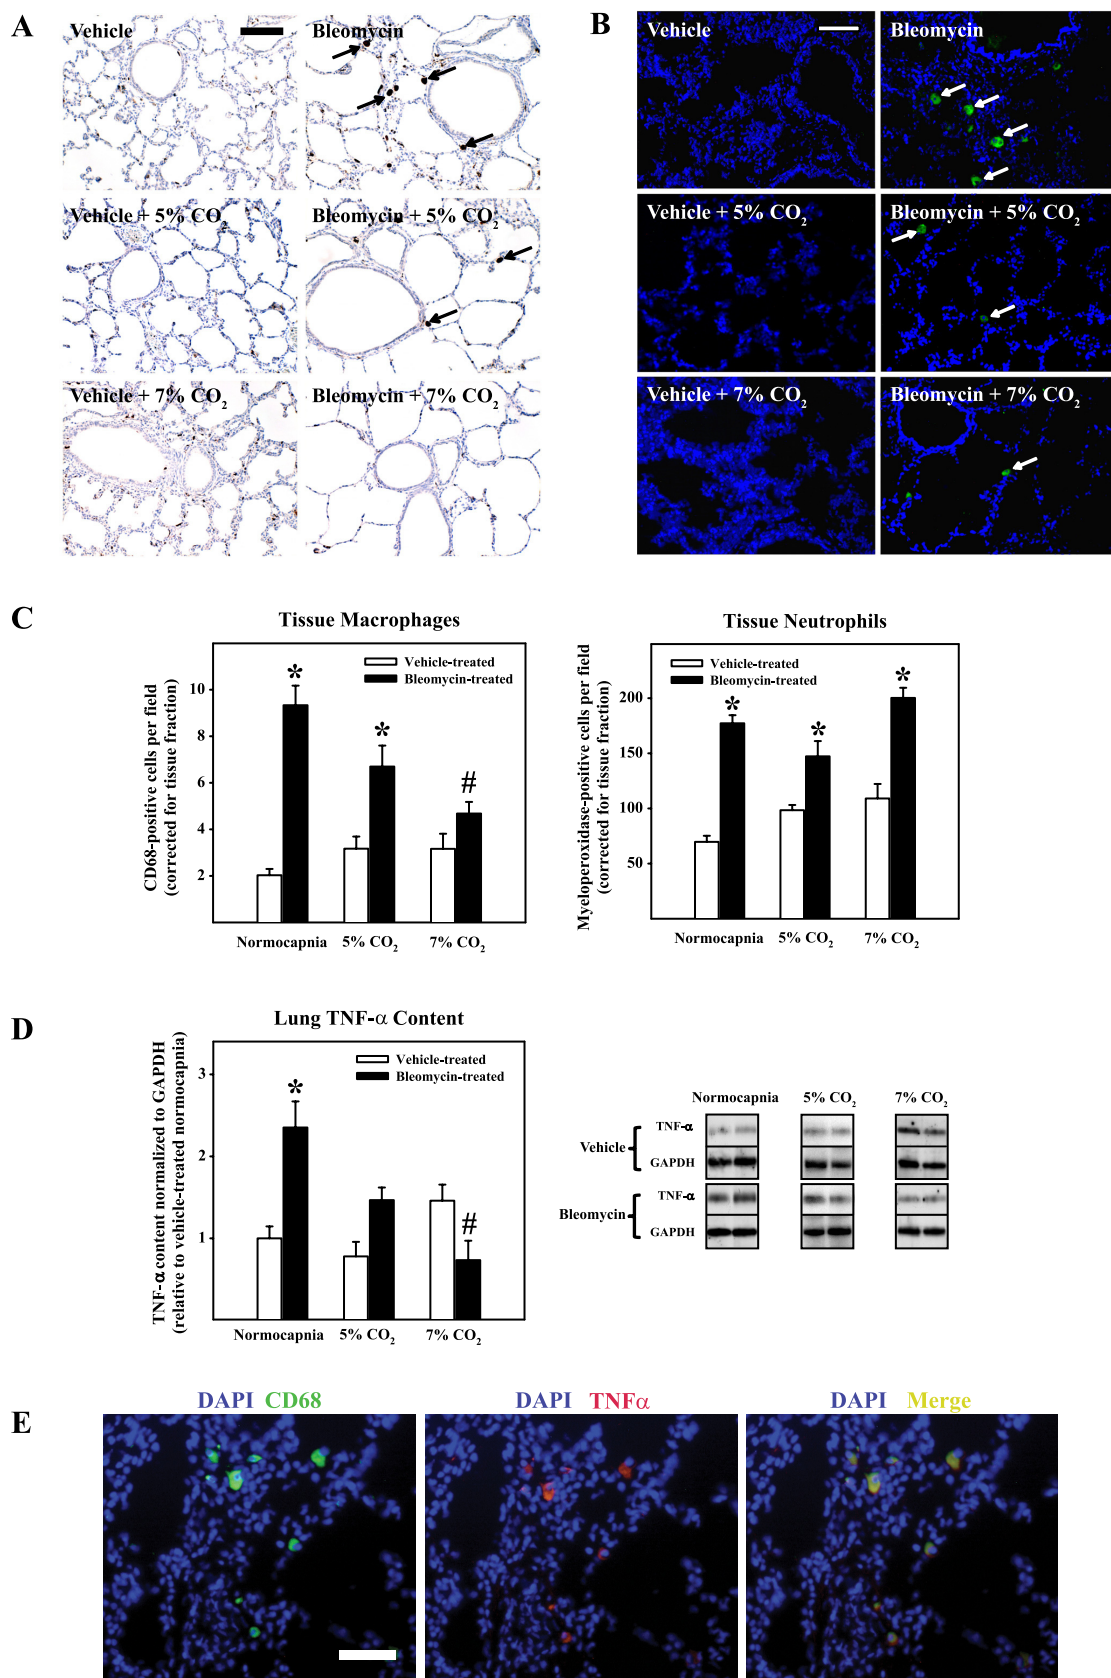 A
Vehicle
Bleomycin
Vehicle + 5% CO2
Bleomycin + 5% CO2
Vehicle + 7% CO2
Bleomycin + 7% CO2
B
Vehicle
Bleomycin
Vehicle + 5% CO2
Bleomycin + 5% CO2
Vehicle + 7% CO2
Bleomycin + 7% CO2
C
Tissue Macrophages
CD68-positive cells per field
(corrected for tissue fraction)
10
8
6
4
2
Vehicle-treated
Bleomycin-treated
*
*
#
Normocapnia
5% CO2
7% CO2
Tissue Neutrophils
Myeloperoxidase-positive cells per field
(corrected for tissue fraction)
200
150
100
50
Vehicle-treated
Bleomycin-treated
*
*
*
Normocapnia
5% CO2
7% CO2
D
Lung TNF-α Content
TNF-α content normalized to GAPDH
(relative to vehicle-treated normocapnia)
3
2
1
Vehicle-treated
Bleomycin-treated
*
#
Normocapnia
5% CO2
7% CO2
Normocapnia
5% CO2
7% CO2
Vehicle
TNF-α
GAPDH
Bleomycin
TNF-α
GAPDH
E
DAPI CD68
DAPI TNFα
DAPI Merge